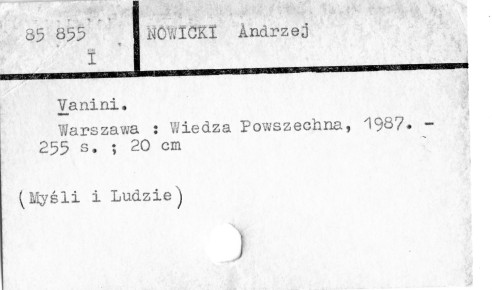 85 855 NOWICKI Andrzej
I
Vanini.
Warszawa : Wiedza Powszechna, 1987. -
255 s. ; 20 cm
(Myśli i Ludzie)